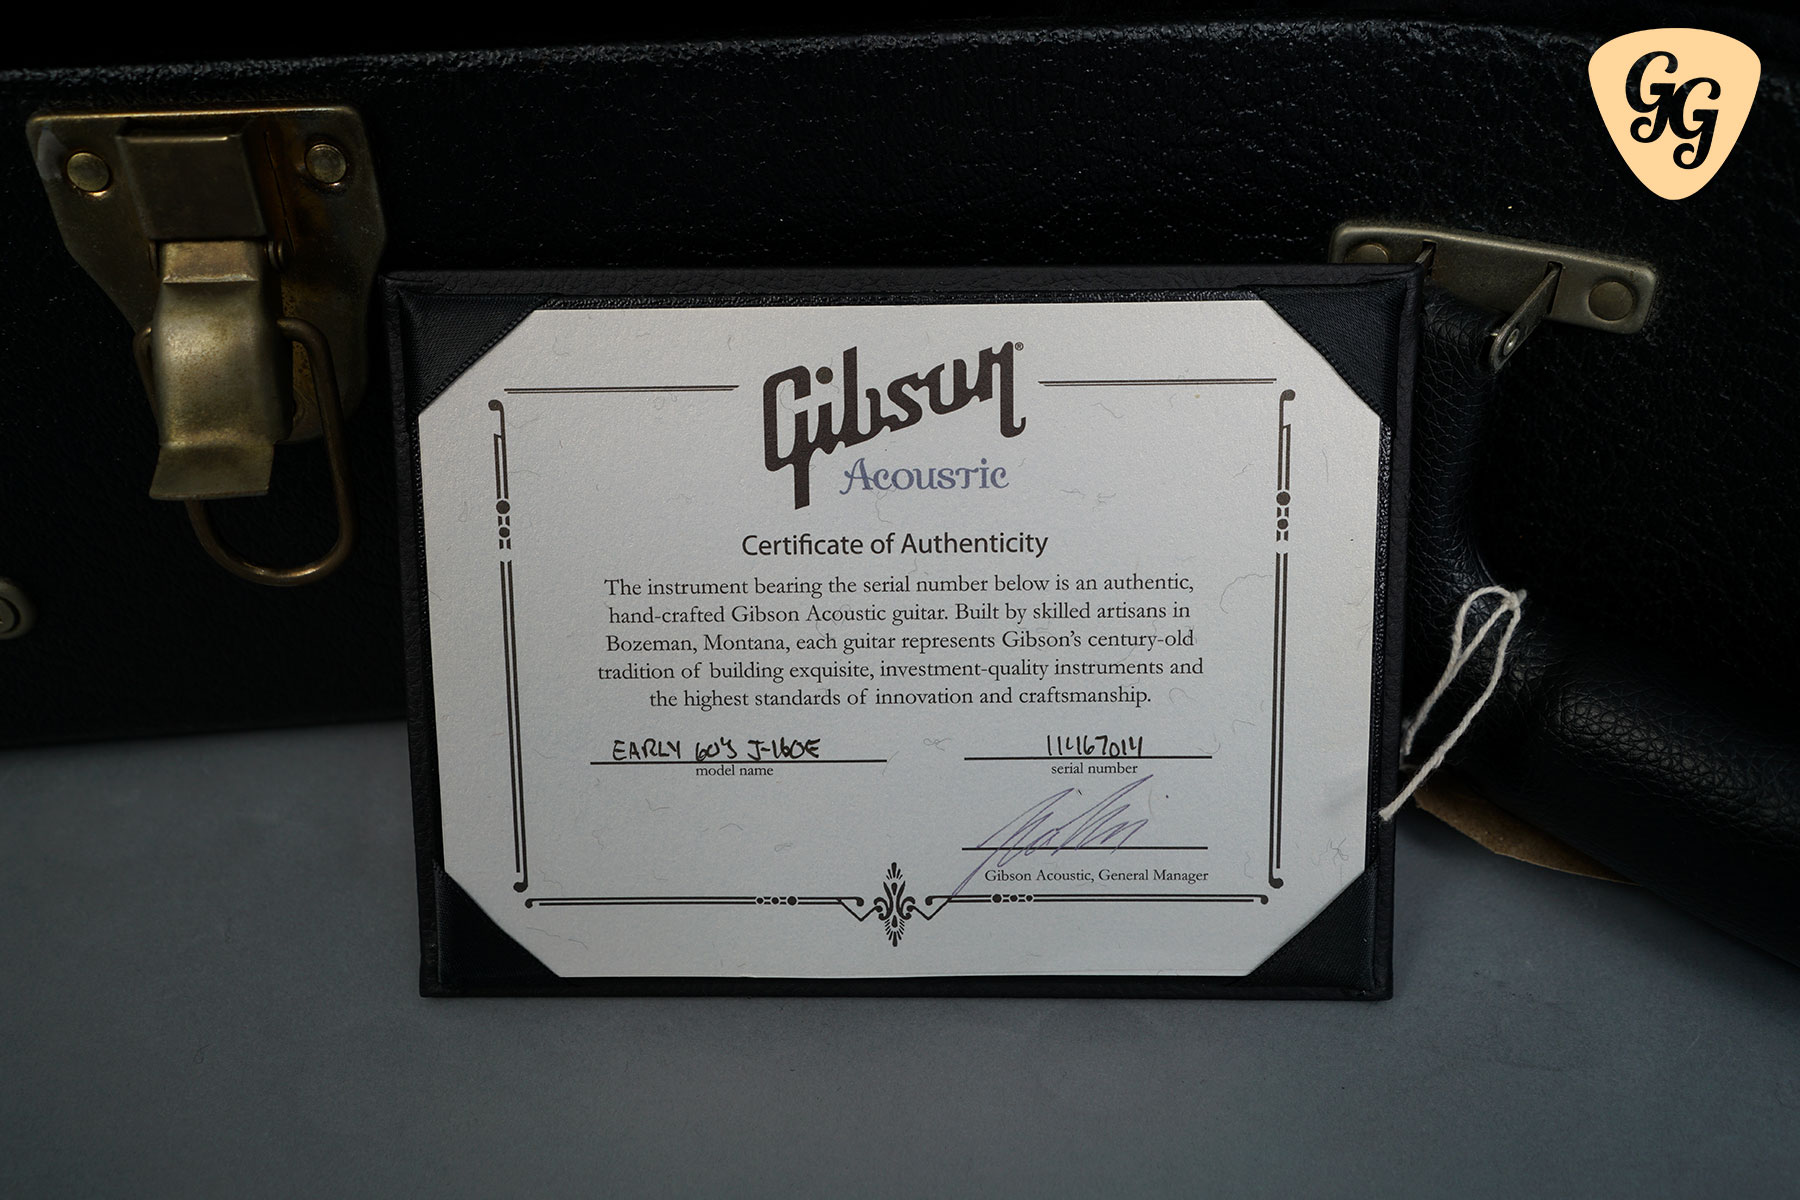 GG
Gibson®
Acoustic
Certificate of Authenticity
The instrument bearing the serial number below is an authentic,
hand-crafted Gibson Acoustic guitar. Built by skilled artisans in
Bozeman, Montana, each guitar represents Gibson's century-old
tradition of building exquisite, investment-quality instruments and
the highest standards of innovation and craftsmanship.
EARLY 60'S J-160E 11467014
model name serial number
Gibson Acoustic, General Manager